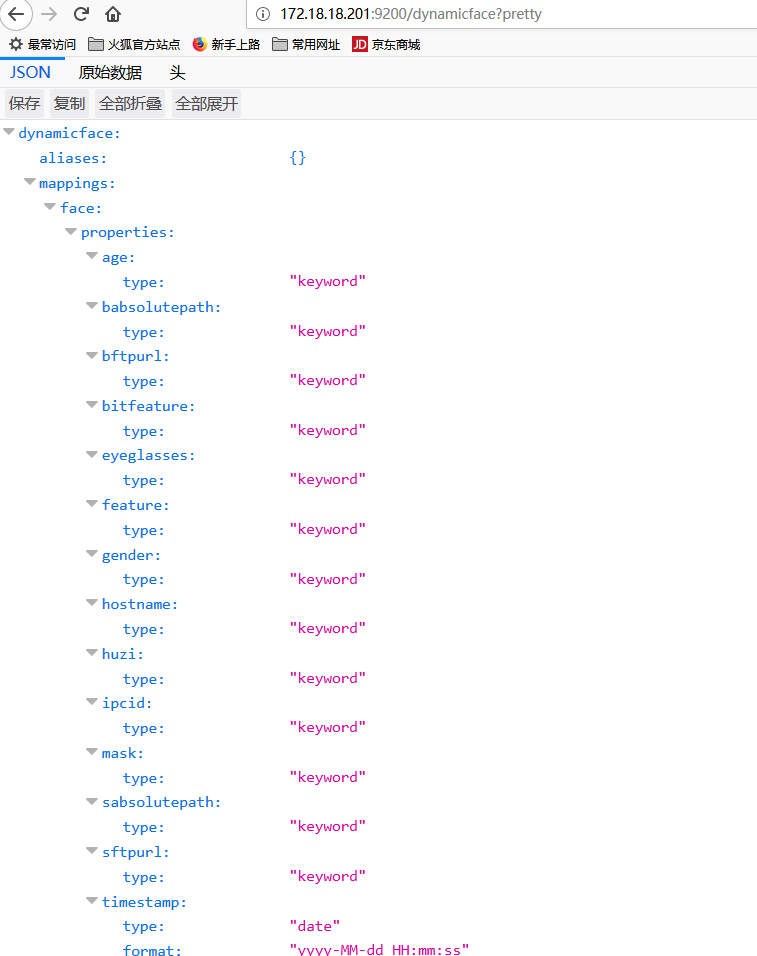 172.18.18.201:9200/dynamicface?pretty
最常访问 火狐官方站点 新手上路 常用网址 JD 京东商城
JSON 原始数据 头
保存 复制 全部折叠 全部展开
dynamicface:
aliases: {}
mappings:
face:
properties:
age:
type: "keyword"
babsolutepath:
type: "keyword"
bftpurl:
type: "keyword"
bitfeature:
type: "keyword"
eyeglasses:
type: "keyword"
feature:
type: "keyword"
gender:
type: "keyword"
hostname:
type: "keyword"
huzi:
type: "keyword"
ipcid:
type: "keyword"
mask:
type: "keyword"
sabsolutepath:
type: "keyword"
sftpurl:
type: "keyword"
timestamp:
type: "date"
format: "yyyy-MM-dd HH:mm:ss"